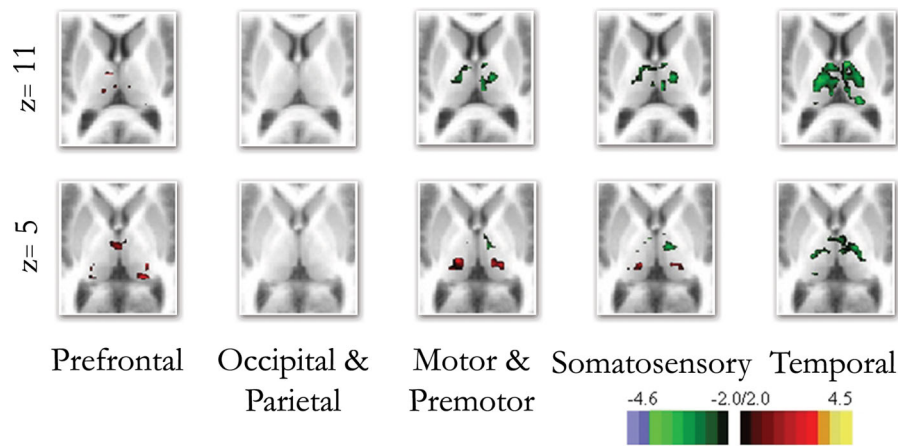 z= 11
z= 5
Prefrontal
Occipital &
Parietal
Motor &
Premotor
Somatosensory
Temporal
-4.6
-2.0/2.0
4.5